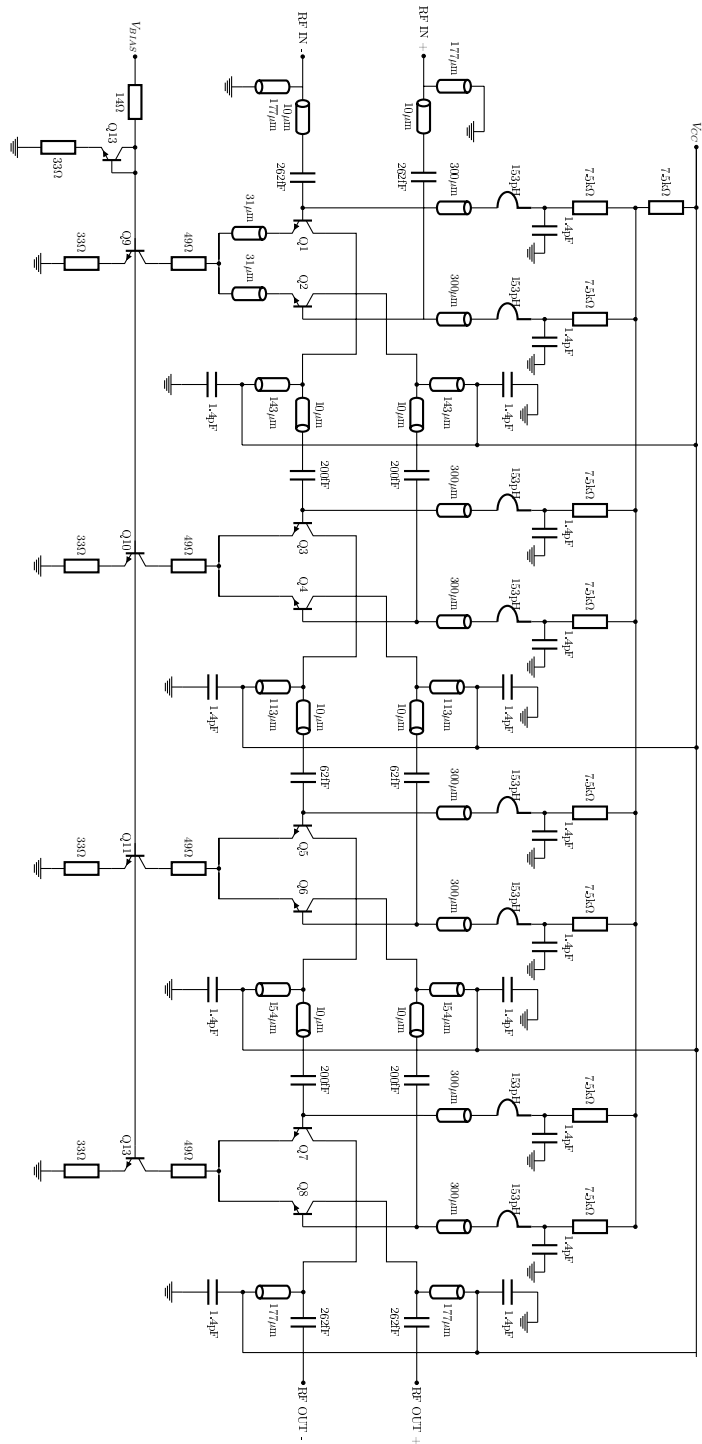 V_CC
7.5kΩ
7.5kΩ
7.5kΩ
7.5kΩ
7.5kΩ
7.5kΩ
7.5kΩ
7.5kΩ
7.5kΩ
1.4pF
1.4pF
1.4pF
1.4pF
1.4pF
1.4pF
1.4pF
1.4pF
153pH
153pH
153pH
153pH
153pH
153pH
153pH
153pH
1.4pF
1.4pF
1.4pF
1.4pF
177μm
300μm
300μm
143μm
300μm
300μm
113μm
300μm
300μm
154μm
300μm
300μm
177μm
RF IN +
10μm
262fF
10μm
200fF
10μm
62fF
10μm
200fF
262fF
RF OUT +
RF IN -
10μm
262fF
Q1
Q2
10μm
200fF
Q3
Q4
10μm
62fF
Q5
Q6
10μm
200fF
Q7
Q8
262fF
RF OUT -
177μm
31μm
31μm
143μm
113μm
154μm
177μm
1.4pF
1.4pF
1.4pF
1.4pF
49Ω
49Ω
49Ω
49Ω
V_BIAS
14Ω
Q13
Q9
Q10
Q11
Q13
33Ω
33Ω
33Ω
33Ω
33Ω